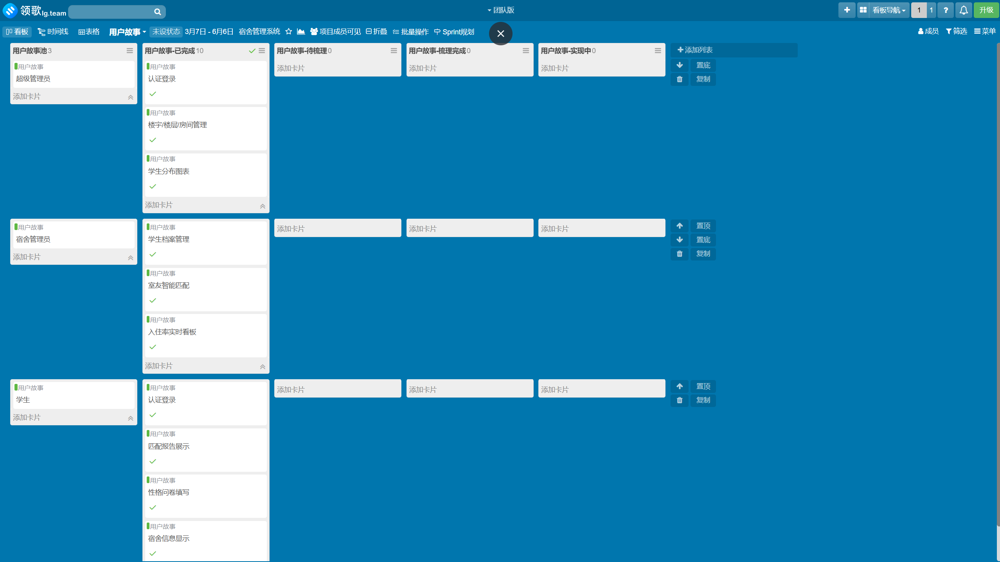 领歌lg.team
团队版
看板导航
1
1
?
升级
看板
时间线
表格
用户故事
未设状态
3月7日 - 6月6日
宿舍管理系统
项目成员可见
折叠
批量操作
Sprint规划
成员
筛选
菜单
用户故事池3
用户故事-已完成10
用户故事-待梳理0
用户故事-梳理完成0
用户故事-实现中0
添加列表
用户故事
超级管理员
添加卡片
用户故事
认证登录
用户故事
楼宇/楼层/房间管理
用户故事
学生分布图表
添加卡片
添加卡片
添加卡片
添加卡片
置底
复制
用户故事
宿舍管理员
添加卡片
用户故事
学生档案管理
用户故事
室友智能匹配
用户故事
入住率实时看板
添加卡片
添加卡片
添加卡片
添加卡片
置顶
置底
复制
用户故事
学生
添加卡片
用户故事
认证登录
用户故事
匹配报告展示
用户故事
性格问卷填写
用户故事
宿舍信息显示
添加卡片
添加卡片
添加卡片
置顶
复制